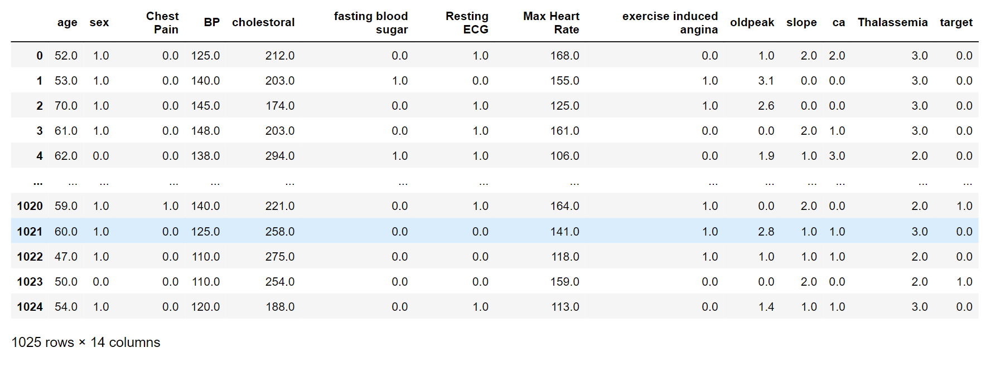 age sex Chest Pain BP cholestoral fasting blood sugar Resting ECG Max Heart Rate exercise induced angina oldpeak slope ca Thalassemia target
0 52.0 1.0 0.0 125.0 212.0 0.0 1.0 168.0 0.0 1.0 2.0 2.0 3.0 0.0
1 53.0 1.0 0.0 140.0 203.0 1.0 0.0 155.0 1.0 3.1 0.0 0.0 3.0 0.0
2 70.0 1.0 0.0 145.0 174.0 0.0 1.0 125.0 1.0 2.6 0.0 0.0 3.0 0.0
3 61.0 1.0 0.0 148.0 203.0 0.0 1.0 161.0 0.0 0.0 2.0 1.0 3.0 0.0
4 62.0 0.0 0.0 138.0 294.0 1.0 1.0 106.0 0.0 1.9 1.0 3.0 2.0 0.0
... ... ... ... ... ... ... ... ... ... ... ... ... ... ...
1020 59.0 1.0 1.0 140.0 221.0 0.0 1.0 164.0 1.0 0.0 2.0 0.0 2.0 1.0
1021 60.0 1.0 0.0 125.0 258.0 0.0 0.0 141.0 1.0 2.8 1.0 1.0 3.0 0.0
1022 47.0 1.0 0.0 110.0 275.0 0.0 0.0 118.0 1.0 1.0 1.0 1.0 2.0 0.0
1023 50.0 0.0 0.0 110.0 254.0 0.0 0.0 159.0 0.0 0.0 2.0 0.0 2.0 1.0
1024 54.0 1.0 0.0 120.0 188.0 0.0 1.0 113.0 0.0 1.4 1.0 1.0 3.0 0.0
1025 rows × 14 columns